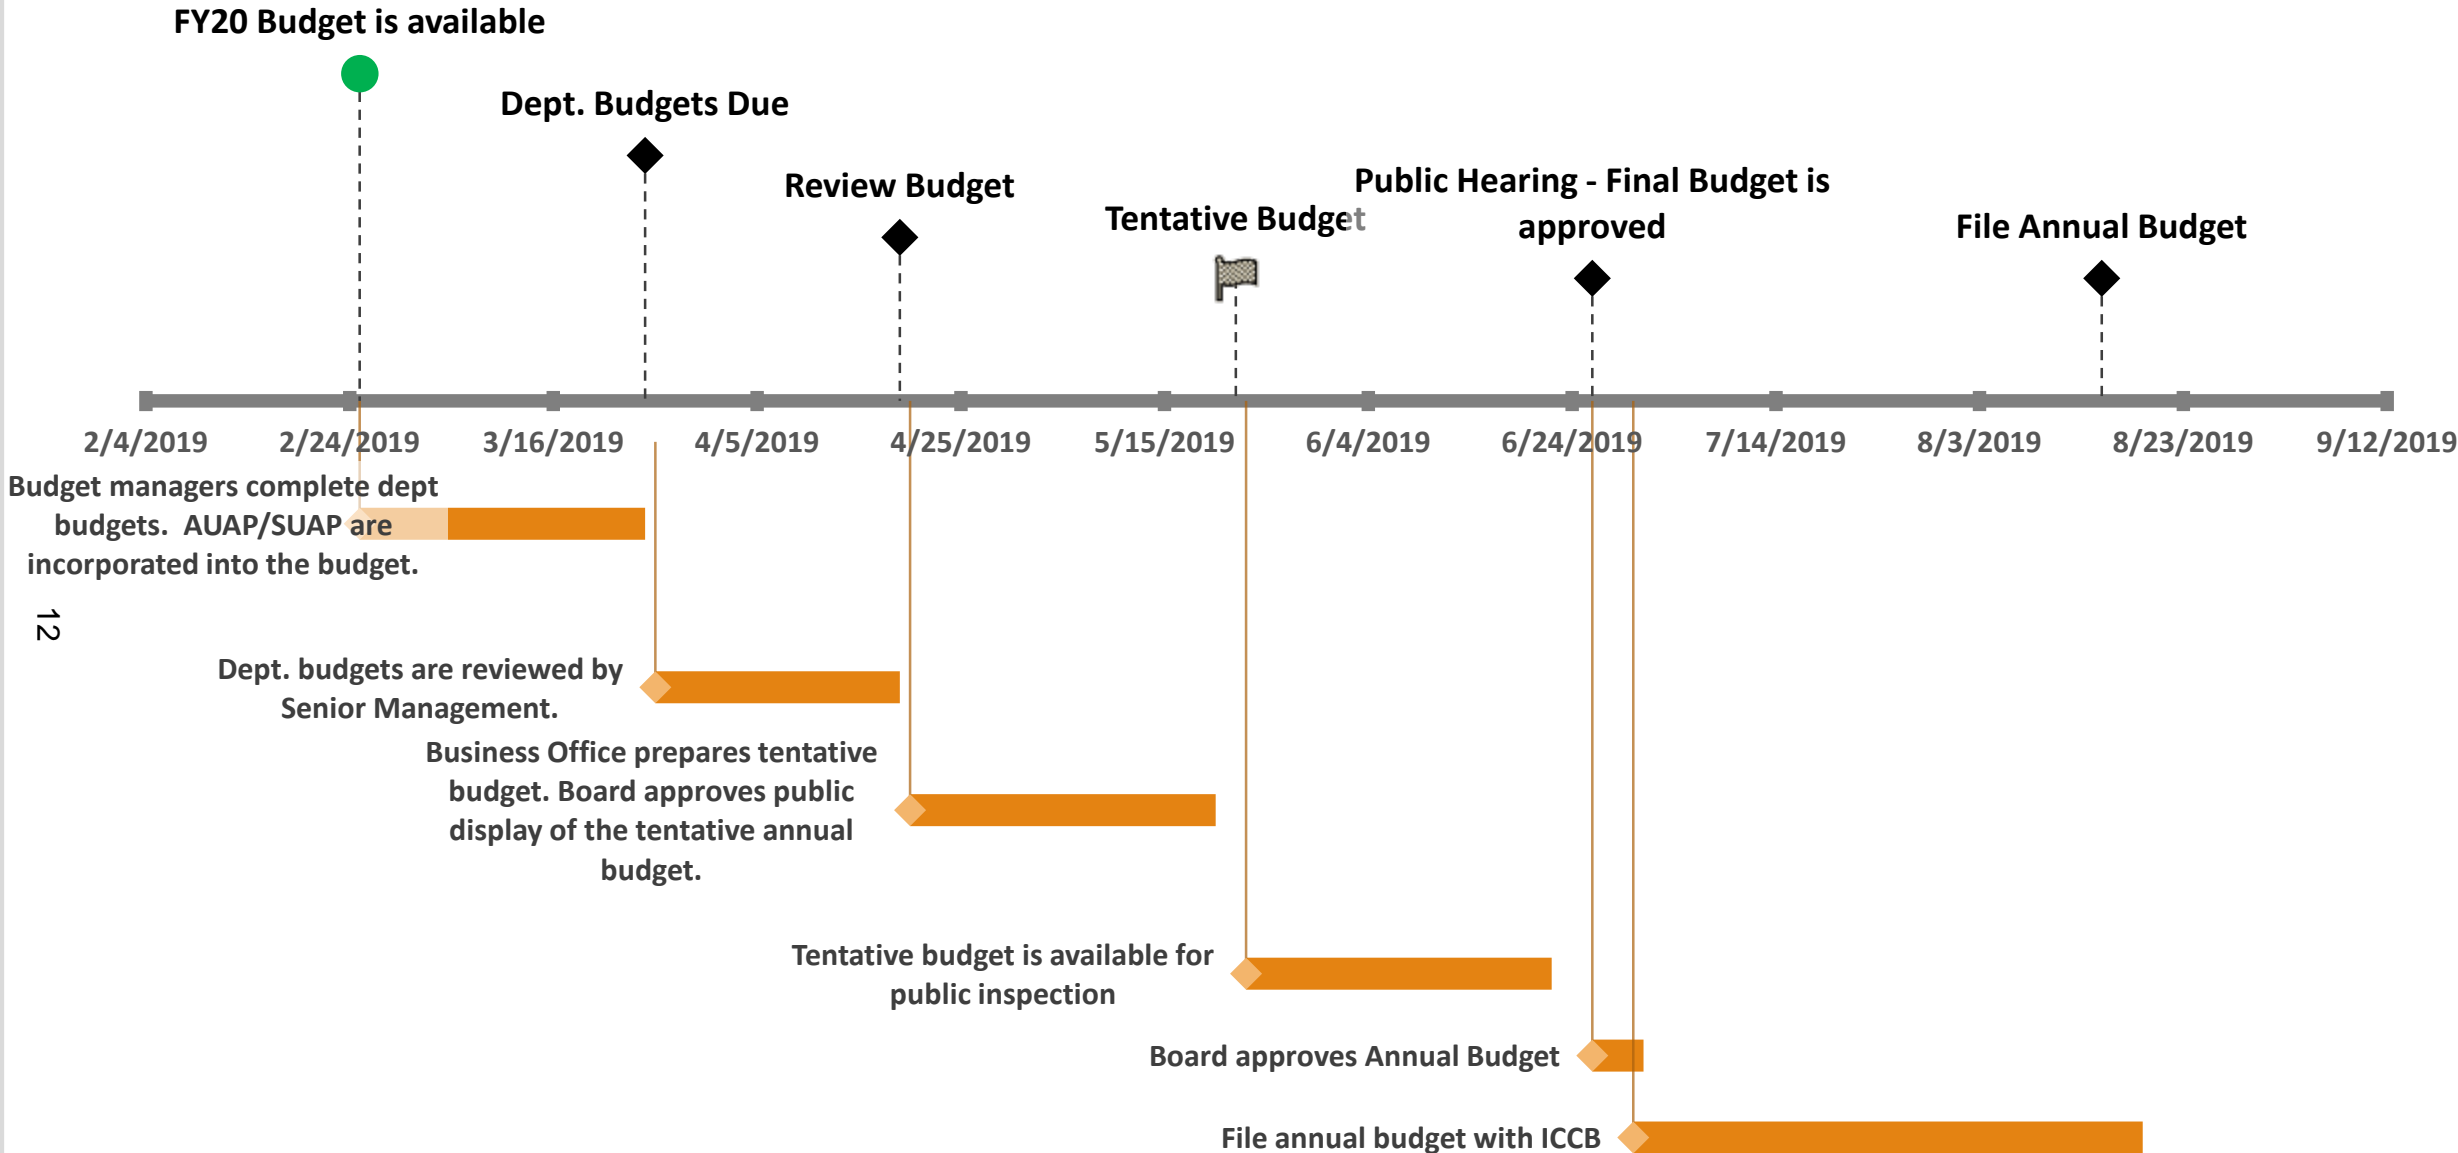 FY20 Budget is available
Dept. Budgets Due
Review Budget
Public Hearing - Final Budget is
approved
Tentative Budget
File Annual Budget
2/4/2019
2/24/2019
3/16/2019
4/5/2019
4/25/2019
5/15/2019
6/4/2019
6/24/2019
7/14/2019
8/3/2019
8/23/2019
9/12/2019
Budget managers complete dept
budgets.  AUAP/SUAP are
incorporated into the budget.
12
Dept. budgets are reviewed by
Senior Management.
Business Office prepares tentative
budget. Board approves public
display of the tentative annual
budget.
Tentative budget is available for
public inspection
Board approves Annual Budget
File annual budget with ICCB